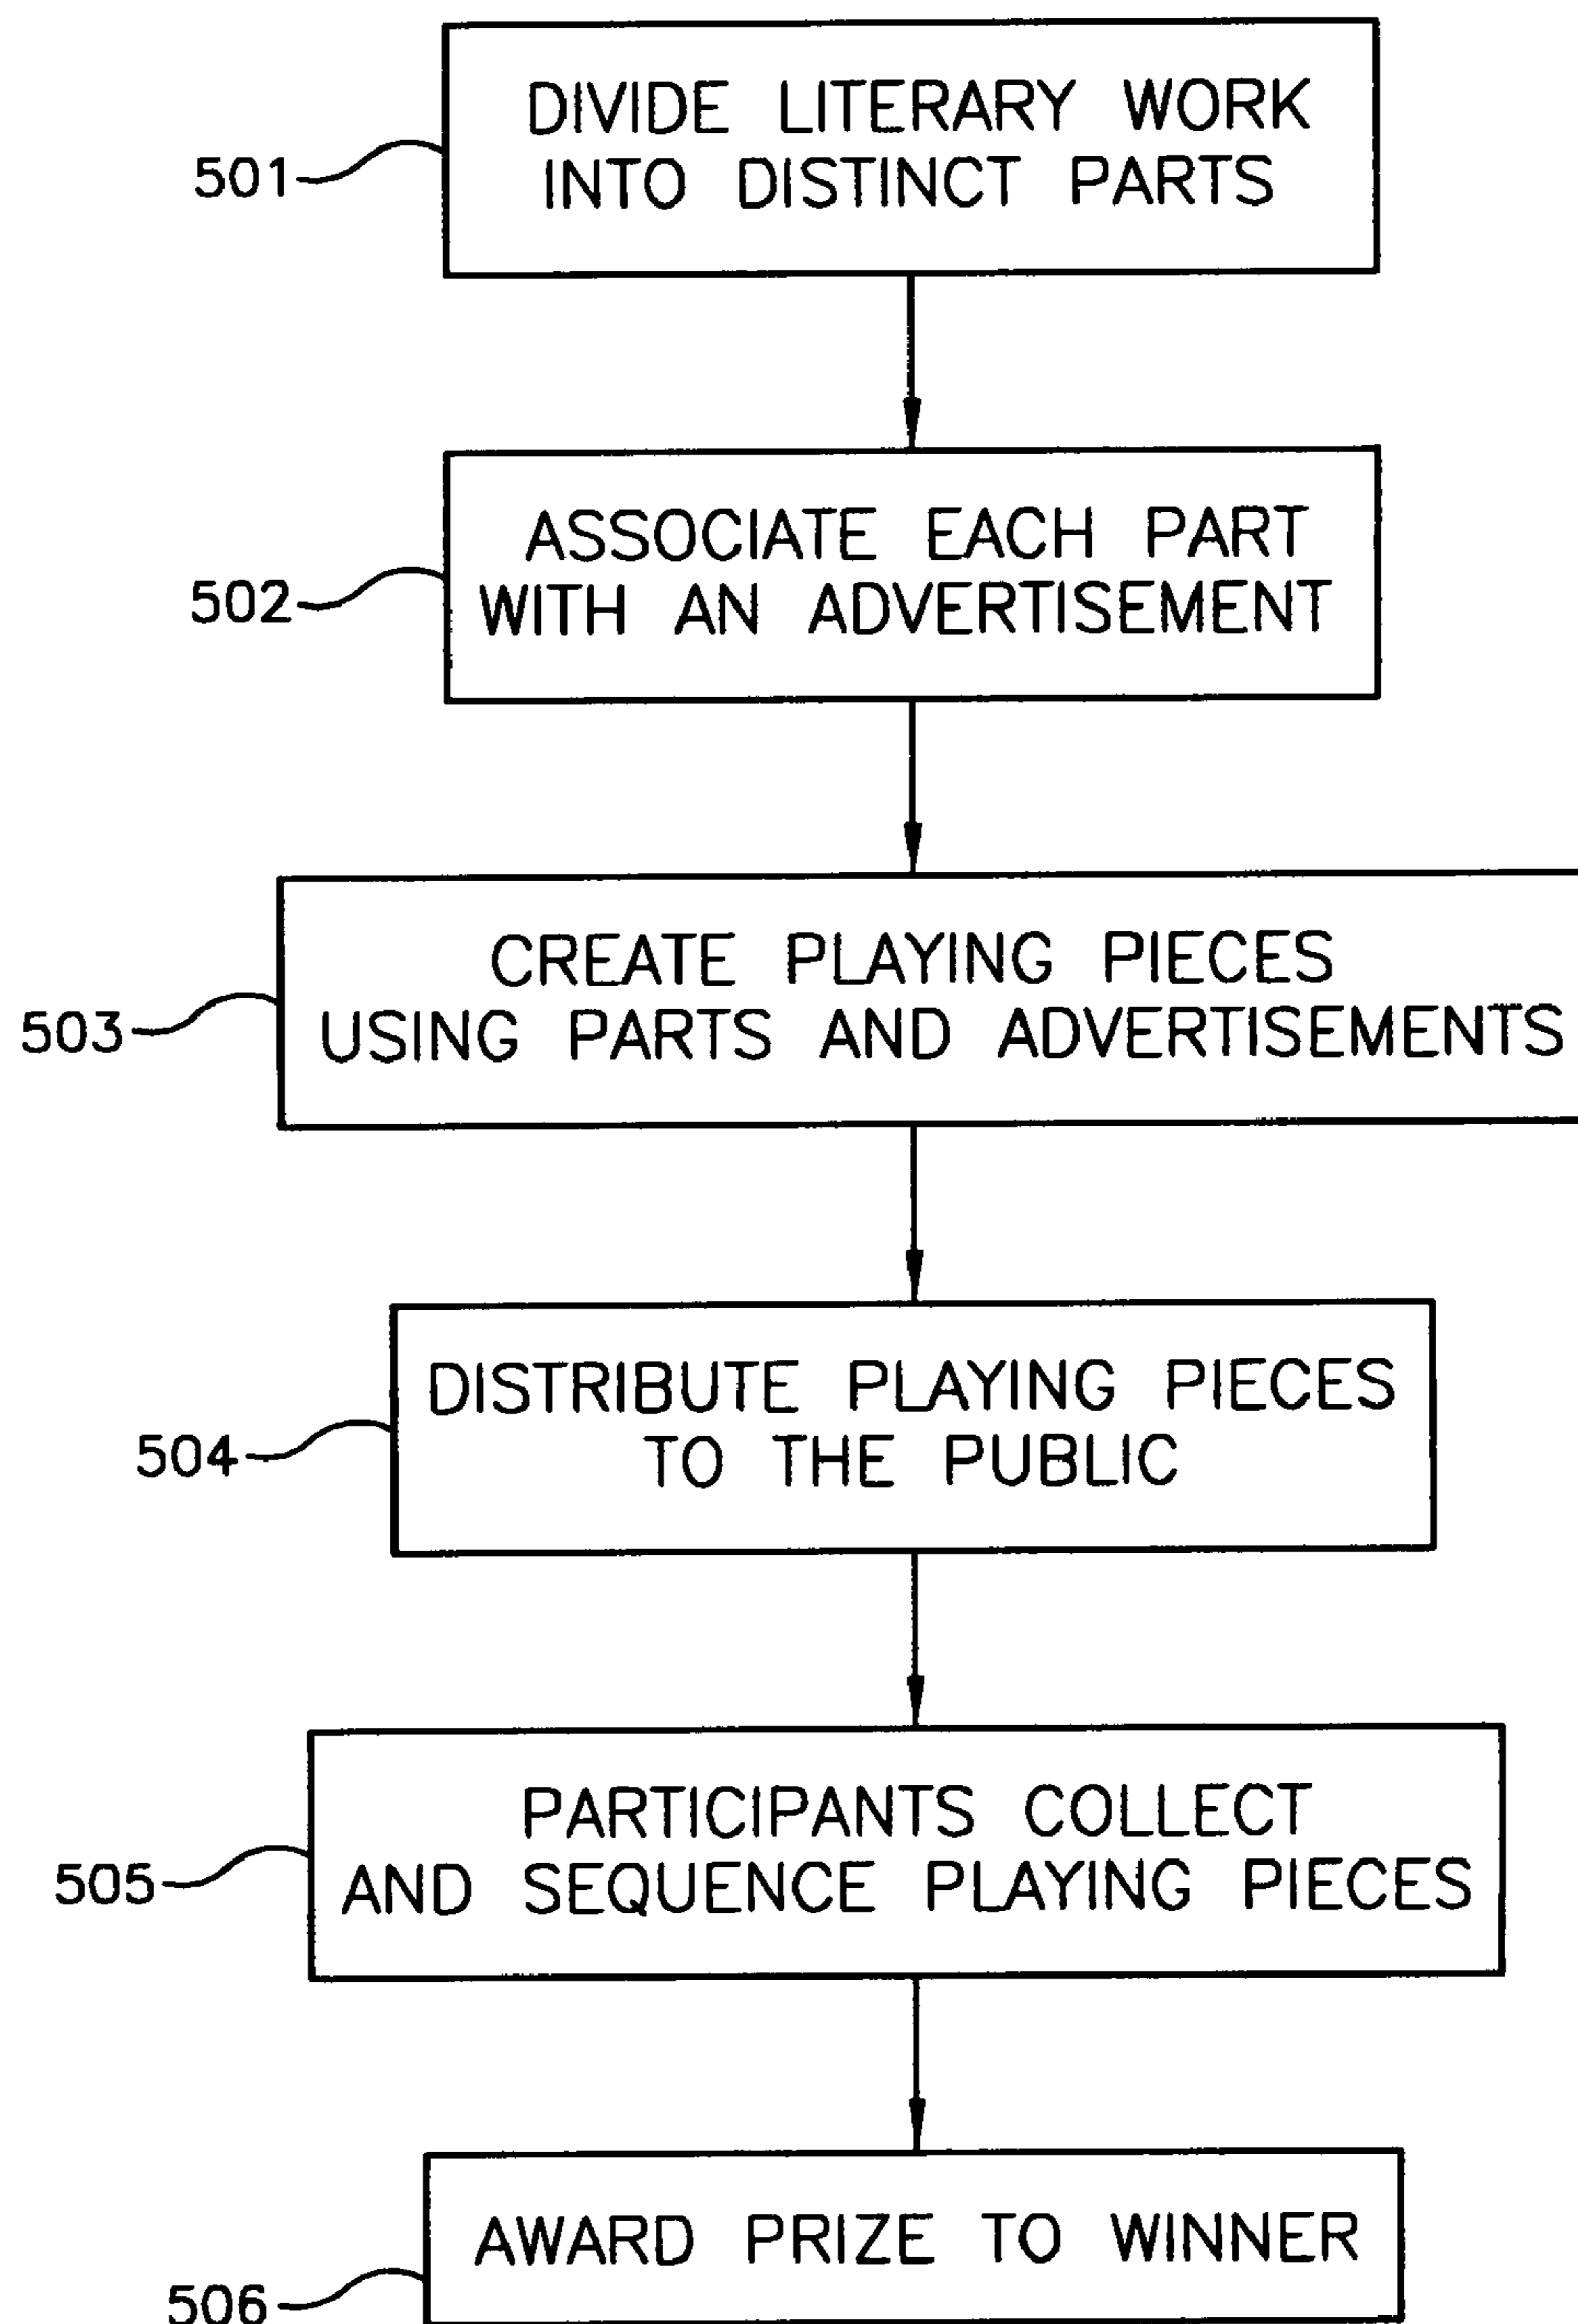 DIVIDE LITERARY WORK
INTO DISTINCT PARTS
501
ASSOCIATE EACH PART
WITH AN ADVERTISEMENT
502
CREATE PLAYING PIECES
USING PARTS AND ADVERTISEMENTS
503
DISTRIBUTE PLAYING PIECES
TO THE PUBLIC
504
PARTICIPANTS COLLECT
AND SEQUENCE PLAYING PIECES
505
AWARD PRIZE TO WINNER
506